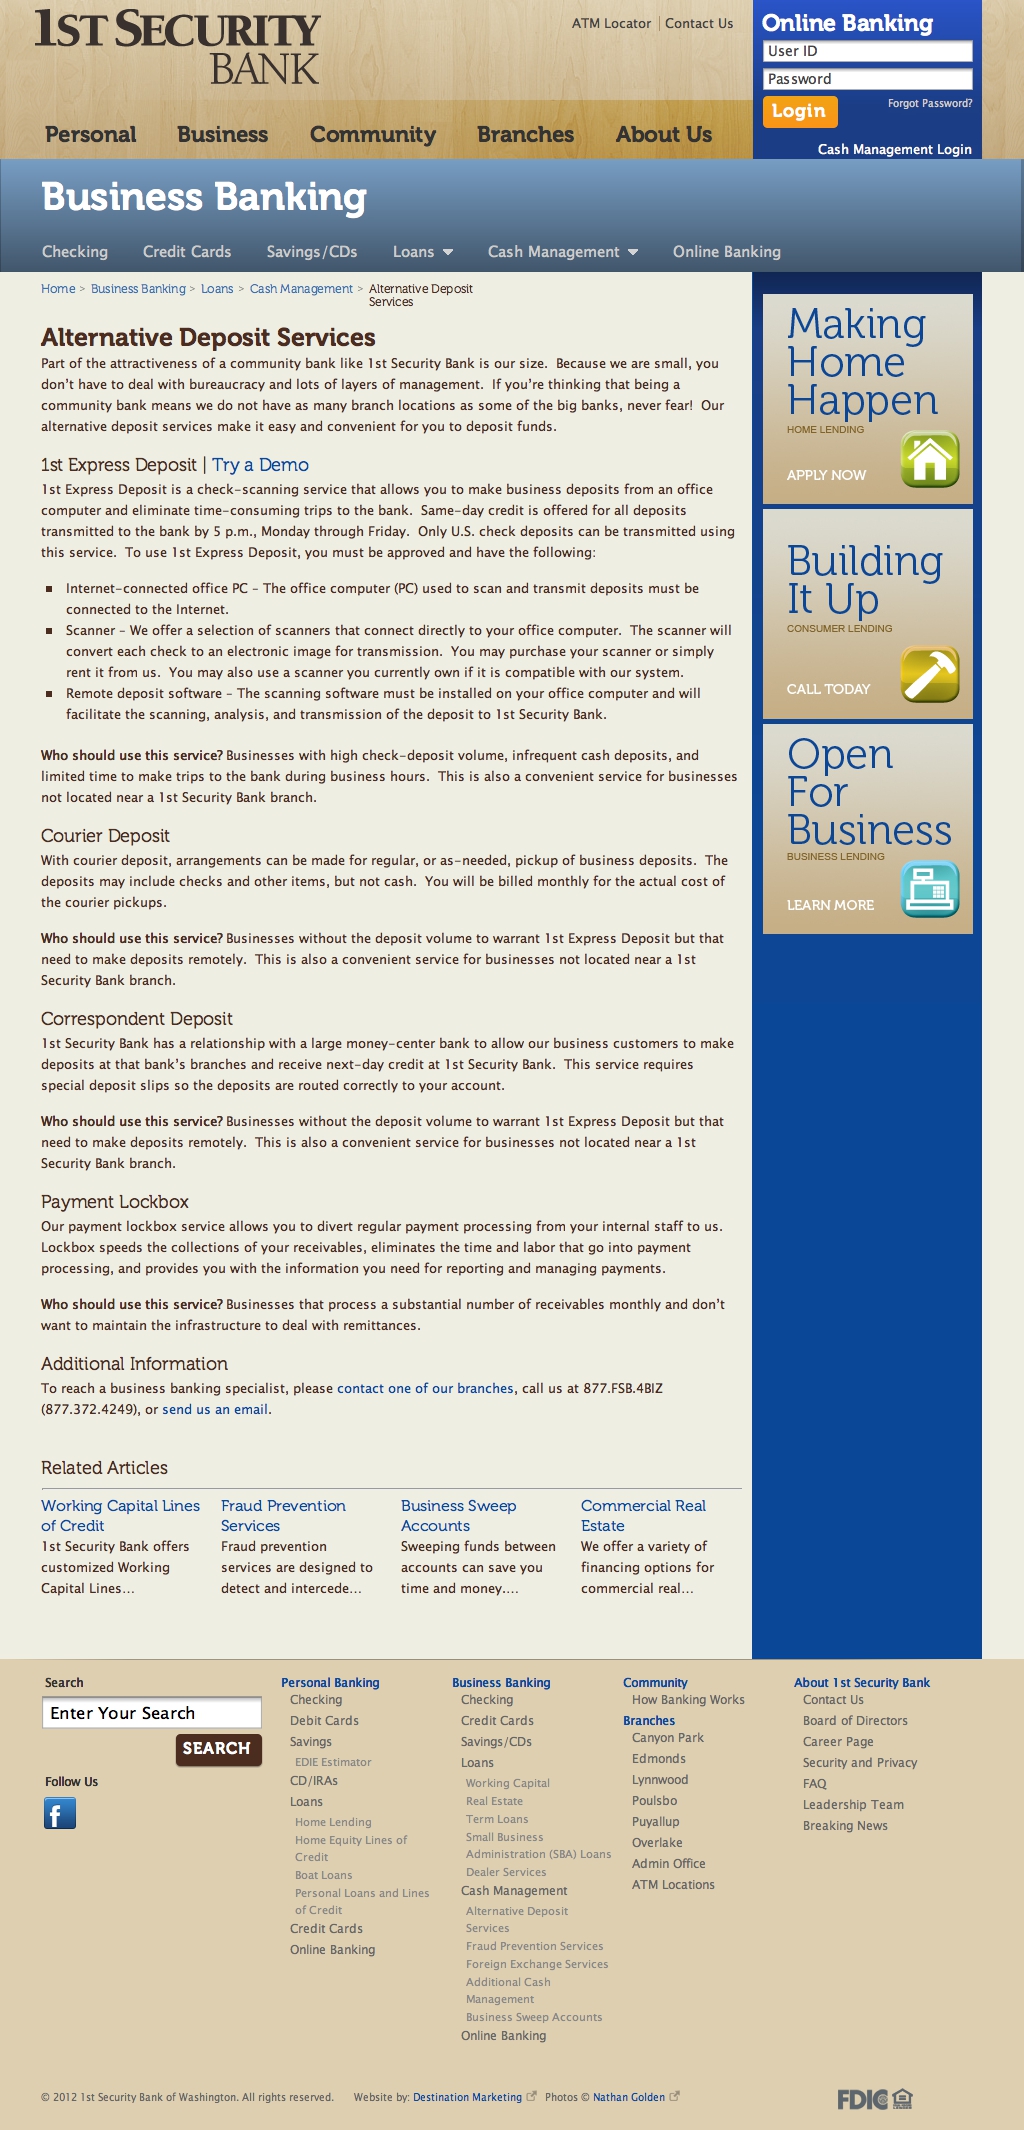 1ST SECURITY
BANK
ATM Locator | Contact Us
Online Banking
User ID
Password
Login
Forgot Password?
Cash Management Login
Personal Business Community Branches About Us
Business Banking
Checking Credit Cards Savings/CDs Loans Cash Management Online Banking
Home > Business Banking > Loans > Cash Management > Alternative Deposit
Services
Alternative Deposit Services
Part of the attractiveness of a community bank like 1st Security Bank is our size. Because we are small, you
don't have to deal with bureaucracy and lots of layers of management. If you're thinking that being a
community bank means we do not have as many branch locations as some of the big banks, never fear! Our
alternative deposit services make it easy and convenient for you to deposit funds.
1st Express Deposit | Try a Demo
1st Express Deposit is a check-scanning service that allows you to make business deposits from an office
computer and eliminate time-consuming trips to the bank. Same-day credit is offered for all deposits
transmitted to the bank by 5 p.m., Monday through Friday. Only U.S. check deposits can be transmitted using
this service. To use 1st Express Deposit, you must be approved and have the following:
Internet-connected office PC – The office computer (PC) used to scan and transmit deposits must be
connected to the Internet.
Scanner – We offer a selection of scanners that connect directly to your office computer. The scanner will
convert each check to an electronic image for transmission. You may purchase your scanner or simply
rent it from us. You may also use a scanner you currently own if it is compatible with our system.
Remote deposit software – The scanning software must be installed on your office computer and will
facilitate the scanning, analysis, and transmission of the deposit to 1st Security Bank.
Who should use this service? Businesses with high check-deposit volume, infrequent cash deposits, and
limited time to make trips to the bank during business hours. This is also a convenient service for businesses
not located near a 1st Security Bank branch.
Courier Deposit
With courier deposit, arrangements can be made for regular, or as-needed, pickup of business deposits. The
deposits may include checks and other items, but not cash. You will be billed monthly for the actual cost of
the courier pickups.
Who should use this service? Businesses without the deposit volume to warrant 1st Express Deposit but that
need to make deposits remotely. This is also a convenient service for businesses not located near a 1st
Security Bank branch.
Correspondent Deposit
1st Security Bank has a relationship with a large money-center bank to allow our business customers to make
deposits at that bank's branches and receive next-day credit at 1st Security Bank. This service requires
special deposit slips so the deposits are routed correctly to your account.
Who should use this service? Businesses without the deposit volume to warrant 1st Express Deposit but that
need to make deposits remotely. This is also a convenient service for businesses not located near a 1st
Security Bank branch.
Payment Lockbox
Our payment lockbox service allows you to divert regular payment processing from your internal staff to us.
Lockbox speeds the collections of your receivables, eliminates the time and labor that go into payment
processing, and provides you with the information you need for reporting and managing payments.
Who should use this service? Businesses that process a substantial number of receivables monthly and don't
want to maintain the infrastructure to deal with remittances.
Additional Information
To reach a business banking specialist, please contact one of our branches, call us at 877.FSB.4BIZ
(877.372.4249), or send us an email.
Making
Home
Happen
HOME LENDING
APPLY NOW
Building
It Up
CONSUMER LENDING
CALL TODAY
Open
For
Business
BUSINESS LENDING
LEARN MORE
Related Articles
Working Capital Lines
of Credit
1st Security Bank offers
customized Working
Capital Lines...
Fraud Prevention
Services
Fraud prevention
services are designed to
detect and intercede...
Business Sweep
Accounts
Sweeping funds between
accounts can save you
time and money....
Commercial Real
Estate
We offer a variety of
financing options for
commercial real...
Search
Enter Your Search
SEARCH
Follow Us
f
Personal Banking
Checking
Debit Cards
Savings
EDIE Estimator
CD/IRAs
Loans
Home Lending
Home Equity Lines of
Credit
Boat Loans
Personal Loans and Lines
of Credit
Credit Cards
Online Banking
Business Banking
Checking
Credit Cards
Savings/CDs
Loans
Working Capital
Real Estate
Term Loans
Small Business
Administration (SBA) Loans
Dealer Services
Cash Management
Alternative Deposit
Services
Fraud Prevention Services
Foreign Exchange Services
Additional Cash
Management
Business Sweep Accounts
Online Banking
Community
How Banking Works
Branches
Canyon Park
Edmonds
Lynnwood
Poulsbo
Puyallup
Overlake
Admin Office
ATM Locations
About 1st Security Bank
Contact Us
Board of Directors
Career Page
Security and Privacy
FAQ
Leadership Team
Breaking News
© 2012 1st Security Bank of Washington. All rights reserved. Website by: Destination Marketing Photos © Nathan Golden
FDIC